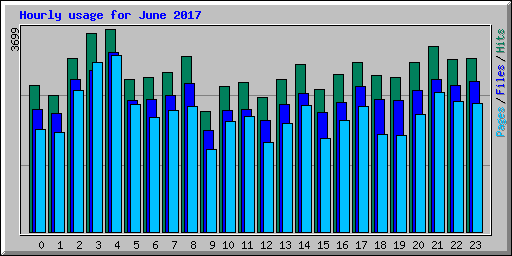 Hourly usage for June 2017
3699
Pages / Files / Hits
0 1 2 3 4 5 6 7 8 9 10 11 12 13 14 15 16 17 18 19 20 21 22 23